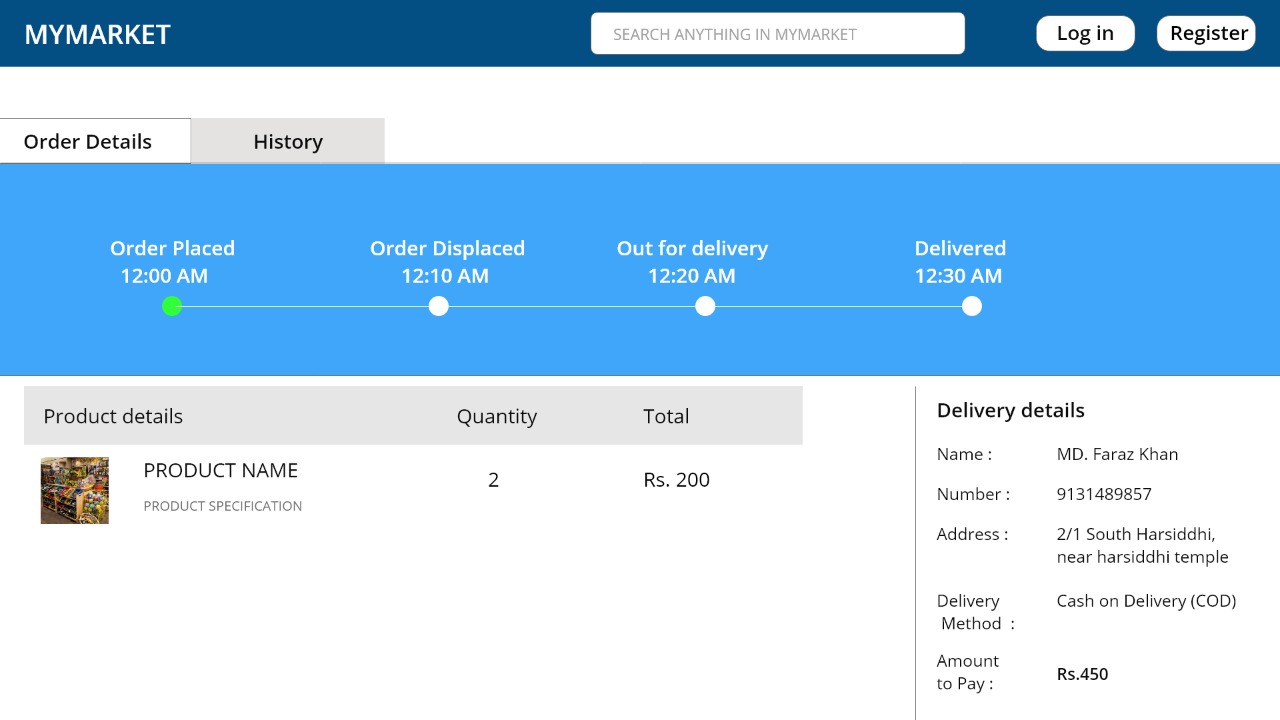 MYMARKET
SEARCH ANYTHING IN MYMARKET
Log in
Register
Order Details
History
Order Placed
12:00 AM
Order Displaced
12:10 AM
Out for delivery
12:20 AM
Delivered
12:30 AM
Product details
Quantity
Total
PRODUCT NAME
PRODUCT SPECIFICATION
2
Rs. 200
Delivery details
Name : MD. Faraz Khan
Number : 9131489857
Address : 2/1 South Harsiddhi,
near harsiddhi temple
Delivery Cash on Delivery (COD)
Method :
Amount
to Pay :
Rs.450